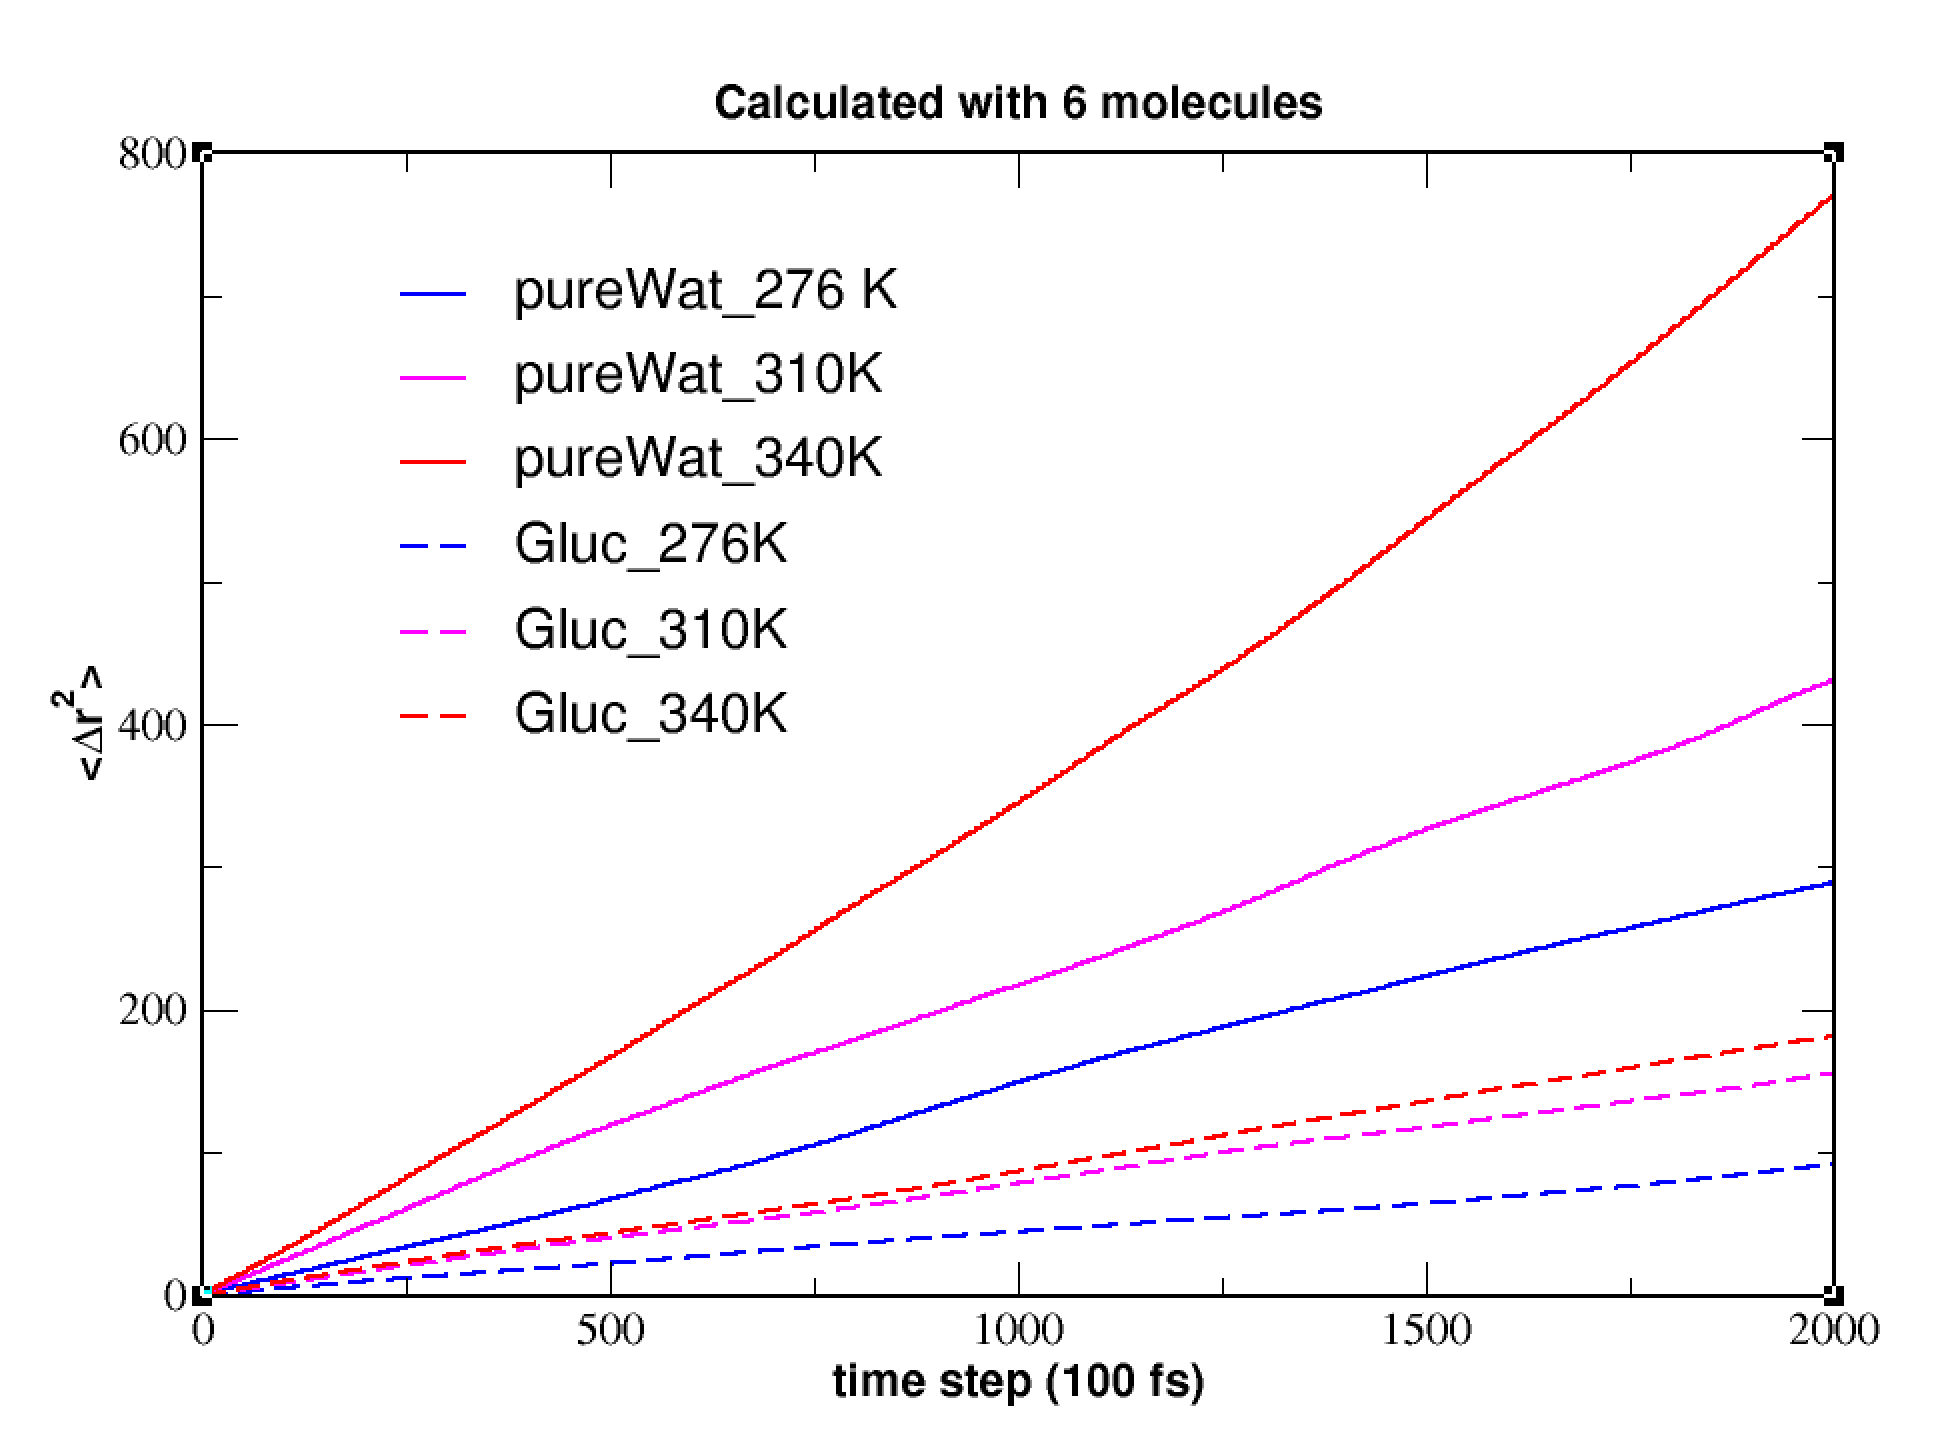 Calculated with 6 molecules
800
600
400
200
0
<Δr²>
pureWat_276 K
pureWat_310K
pureWat_340K
Gluc_276K
Gluc_310K
Gluc_340K
0 500 1000 1500 2000
time step (100 fs)